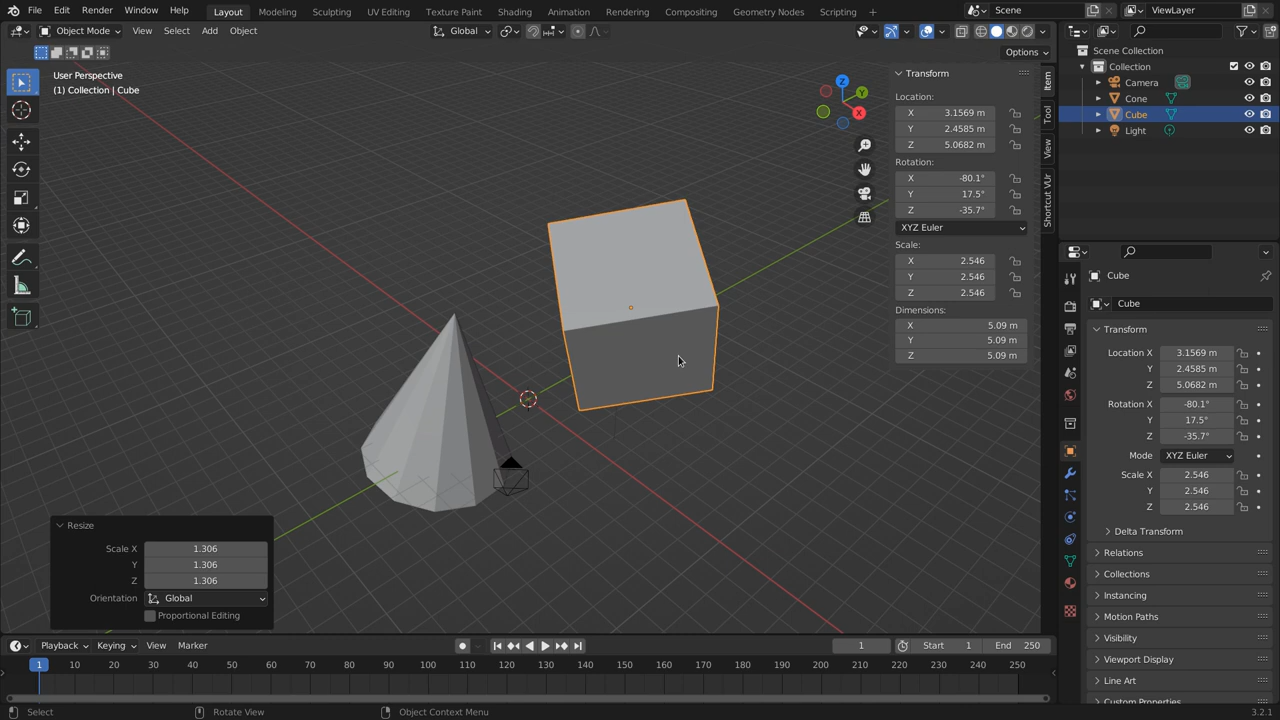 File Edit Render Window Help Layout Modeling Sculpting UV Editing Texture Paint Shading Animation Rendering Compositing Geometry Nodes Scripting + Scene ViewLayer
Object Mode View Select Add Object Global
Options
User Perspective
(1) Collection | Cube
Z
Y
X
Transform
Location:
X 3.1569 m
Y 2.4585 m
Z 5.0682 m
Rotation:
X -80.1°
Y 17.5°
Z -35.7°
XYZ Euler
Scale:
X 2.546
Y 2.546
Z 2.546
Dimensions:
X 5.09 m
Y 5.09 m
Z 5.09 m
Item
Tool
View
Shortcut VUr
Scene Collection
Collection
Camera
Cone
Cube
Light
Cube
Cube
Transform
Location X 3.1569 m
Y 2.4585 m
Z 5.0682 m
Rotation X -80.1°
Y 17.5°
Z -35.7°
Mode XYZ Euler
Scale X 2.546
Y 2.546
Z 2.546
Delta Transform
Relations
Collections
Instancing
Motion Paths
Visibility
Viewport Display
Line Art
Custom Properties
Resize
Scale X 1.306
Y 1.306
Z 1.306
Orientation Global
Proportional Editing
Playback Keying View Marker 1 Start 1 End 250
1 10 20 30 40 50 60 70 80 90 100 110 120 130 140 150 160 170 180 190 200 210 220 230 240 250
Select Rotate View Object Context Menu 3.2.1